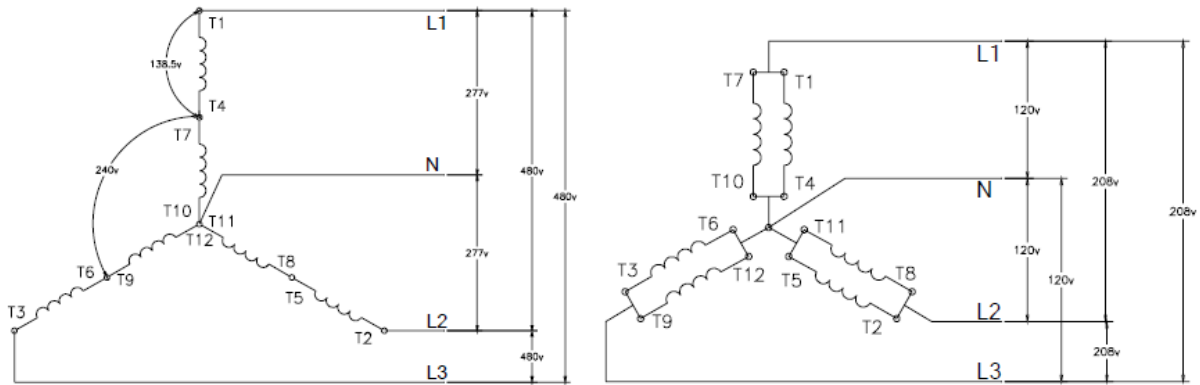 T1
L1
138.5v
T4
277v
T7
240v
N
480v
480v
T10
T11
T12
277v
T6
T9
T8
T5
T3
T2
L2
480v
L3
L1
T7
T1
120v
T10
T4
N
208v
208v
T6
T11
120v
120v
T3
T12
T5
T8
T9
T2
L2
208v
L3